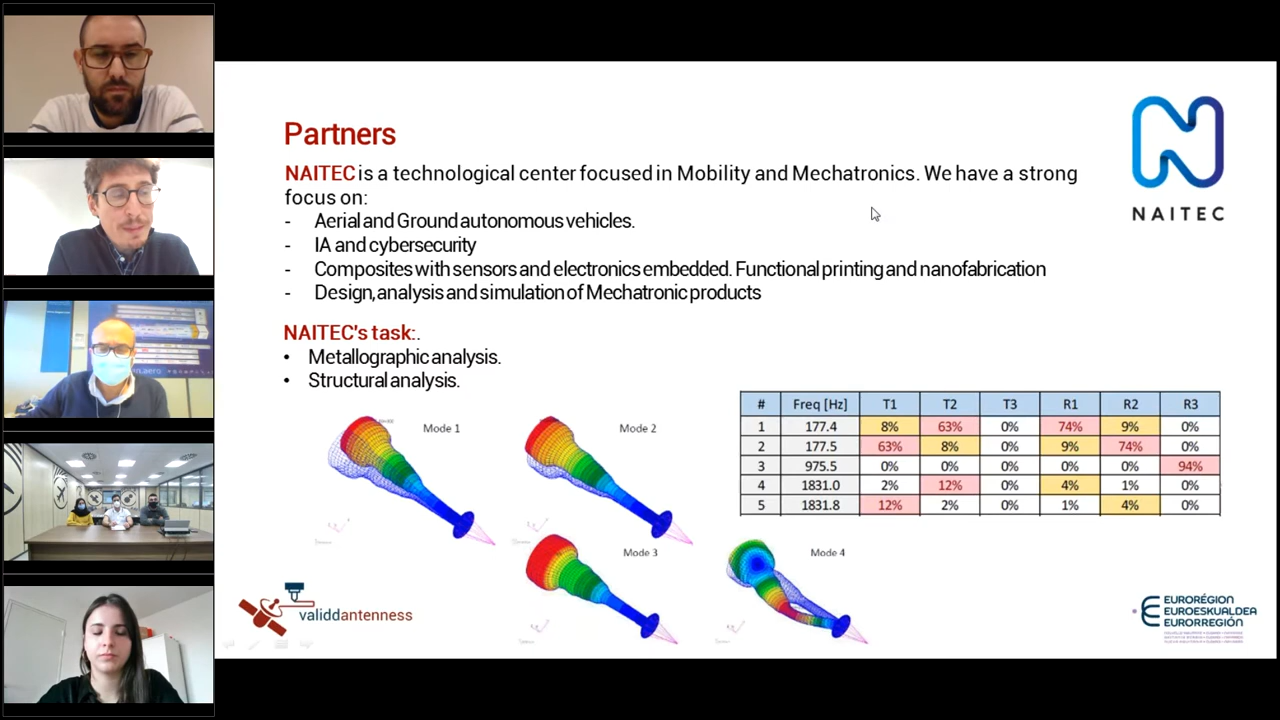 Partners
NAITEC is a technological center focused in Mobility and Mechatronics. We have a strong
focus on:
- Aerial and Ground autonomous vehicles.
- IA and cybersecurity
- Composites with sensors and electronics embedded. Functional printing and nanofabrication
- Design, analysis and simulation of Mechatronic products
NAITEC
NAITEC's task:.
• Metallographic analysis.
• Structural analysis.
# Freq [Hz] T1 T2 T3 R1 R2 R3
1 177.4 8% 63% 0% 74% 9% 0%
2 177.5 63% 8% 0% 9% 74% 0%
3 975.5 0% 0% 0% 0% 0% 94%
4 1831.0 2% 12% 0% 4% 1% 0%
5 1831.8 12% 2% 0% 1% 4% 0%
Mode 1
Mode 2
Mode 3
Mode 4
validdantenness
EURORÉGION
EUROESKUALDEA
EURORREGIÓN